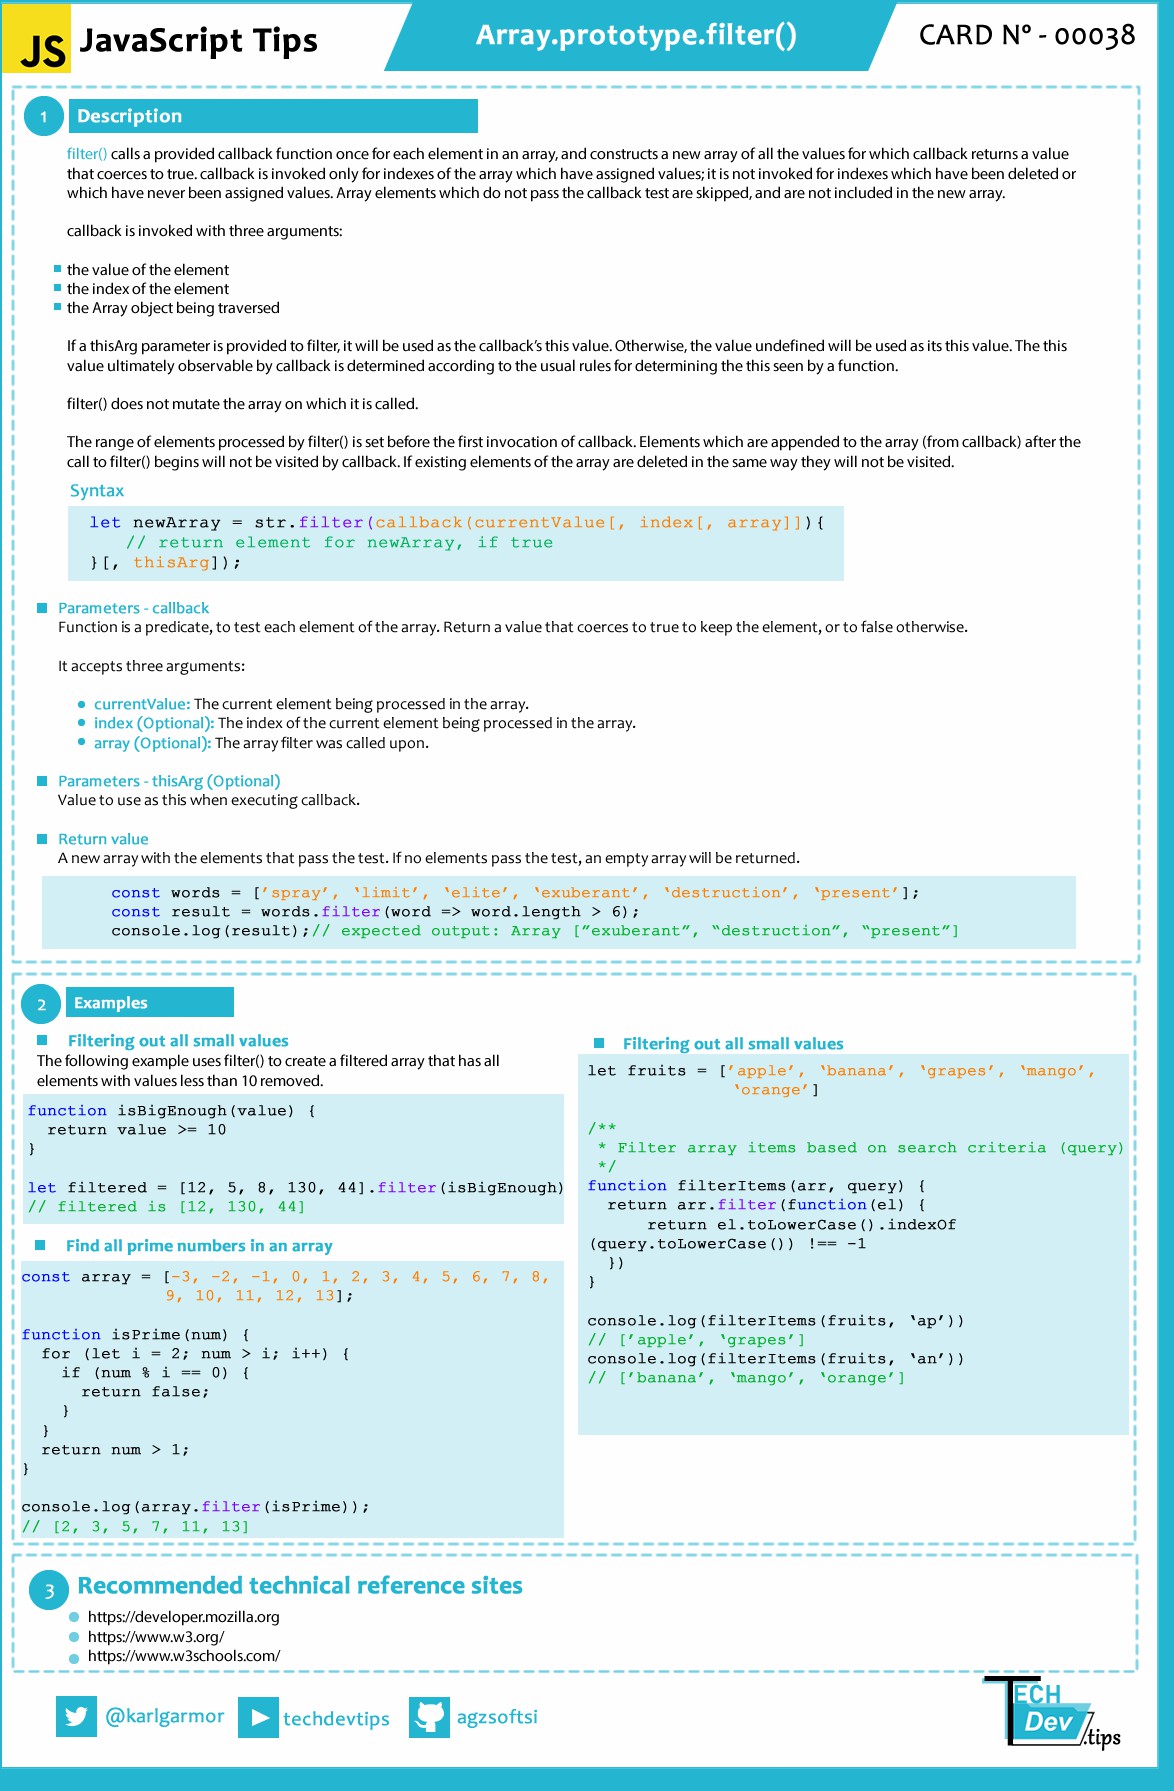 JS JavaScript Tips
Array.prototype.filter()
CARD Nº - 00038
1 Description
filter() calls a provided callback function once for each element in an array, and constructs a new array of all the values for which callback returns a value
that coerces to true. callback is invoked only for indexes of the array which have assigned values; it is not invoked for indexes which have been deleted or
which have never been assigned values. Array elements which do not pass the callback test are skipped, and are not included in the new array.
callback is invoked with three arguments:
the value of the element
the index of the element
the Array object being traversed
If a thisArg parameter is provided to filter, it will be used as the callback's this value. Otherwise, the value undefined will be used as its this value. The this
value ultimately observable by callback is determined according to the usual rules for determining the this seen by a function.
filter() does not mutate the array on which it is called.
The range of elements processed by filter() is set before the first invocation of callback. Elements which are appended to the array (from callback) after the
call to filter() begins will not be visited by callback. If existing elements of the array are deleted in the same way they will not be visited.
Syntax
let newArray = str.filter(callback(currentValue[, index[, array]]){
// return element for newArray, if true
}[, thisArg]);
Parameters - callback
Function is a predicate, to test each element of the array. Return a value that coerces to true to keep the element, or to false otherwise.
It accepts three arguments:
currentValue: The current element being processed in the array.
index (Optional): The index of the current element being processed in the array.
array (Optional): The array filter was called upon.
Parameters - thisArg (Optional)
Value to use as this when executing callback.
Return value
A new array with the elements that pass the test. If no elements pass the test, an empty array will be returned.
const words = [’spray’, ‘limit’, ‘elite’, ‘exuberant’, ‘destruction’, ‘present’];
const result = words.filter(word => word.length > 6);
console.log(result);// expected output: Array [”exuberant”, “destruction”, “present”]
2 Examples
Filtering out all small values
The following example uses filter() to create a filtered array that has all
elements with values less than 10 removed.
function isBigEnough(value) {
return value >= 10
}
let filtered = [12, 5, 8, 130, 44].filter(isBigEnough)
// filtered is [12, 130, 44]
Find all prime numbers in an array
const array = [-3, -2, -1, 0, 1, 2, 3, 4, 5, 6, 7, 8,
9, 10, 11, 12, 13];
function isPrime(num) {
for (let i = 2; num > i; i++) {
if (num % i == 0) {
return false;
}
}
return num > 1;
}
console.log(array.filter(isPrime));
// [2, 3, 5, 7, 11, 13]
Filtering out all small values
let fruits = [’apple’, ‘banana’, ‘grapes’, ‘mango’,
‘orange’]
/**
* Filter array items based on search criteria (query)
*/
function filterItems(arr, query) {
return arr.filter(function(el) {
return el.toLowerCase().indexOf
(query.toLowerCase()) !== -1
})
}
console.log(filterItems(fruits, ‘ap’))
// [’apple’, ‘grapes’]
console.log(filterItems(fruits, ‘an’))
// [’banana’, ‘mango’, ‘orange’]
3 Recommended technical reference sites
https://developer.mozilla.org
https://www.w3.org/
https://www.w3schools.com/
@karlgarmor
techdevtips
agzsoftsi
TECH
Dev
.tips